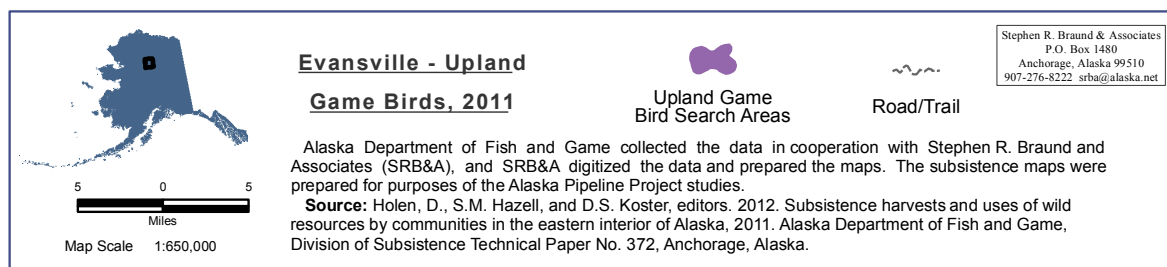 Evansville - Upland
Game Birds, 2011
Upland Game
Bird Search Areas
Road/Trail
Stephen R. Braund & Associates
P.O. Box 1480
Anchorage, Alaska 99510
907-276-8222 srba@alaska.net
Alaska Department of Fish and Game collected the data in cooperation with Stephen R. Braund and
Associates (SRB&A), and SRB&A digitized the data and prepared the maps. The subsistence maps were
prepared for purposes of the Alaska Pipeline Project studies.
Source: Holen, D., S.M. Hazell, and D.S. Koster, editors. 2012. Subsistence harvests and uses of wild
resources by communities in the eastern interior of Alaska, 2011. Alaska Department of Fish and Game,
Division of Subsistence Technical Paper No. 372, Anchorage, Alaska.
5 0 5
Miles
Map Scale 1:650,000